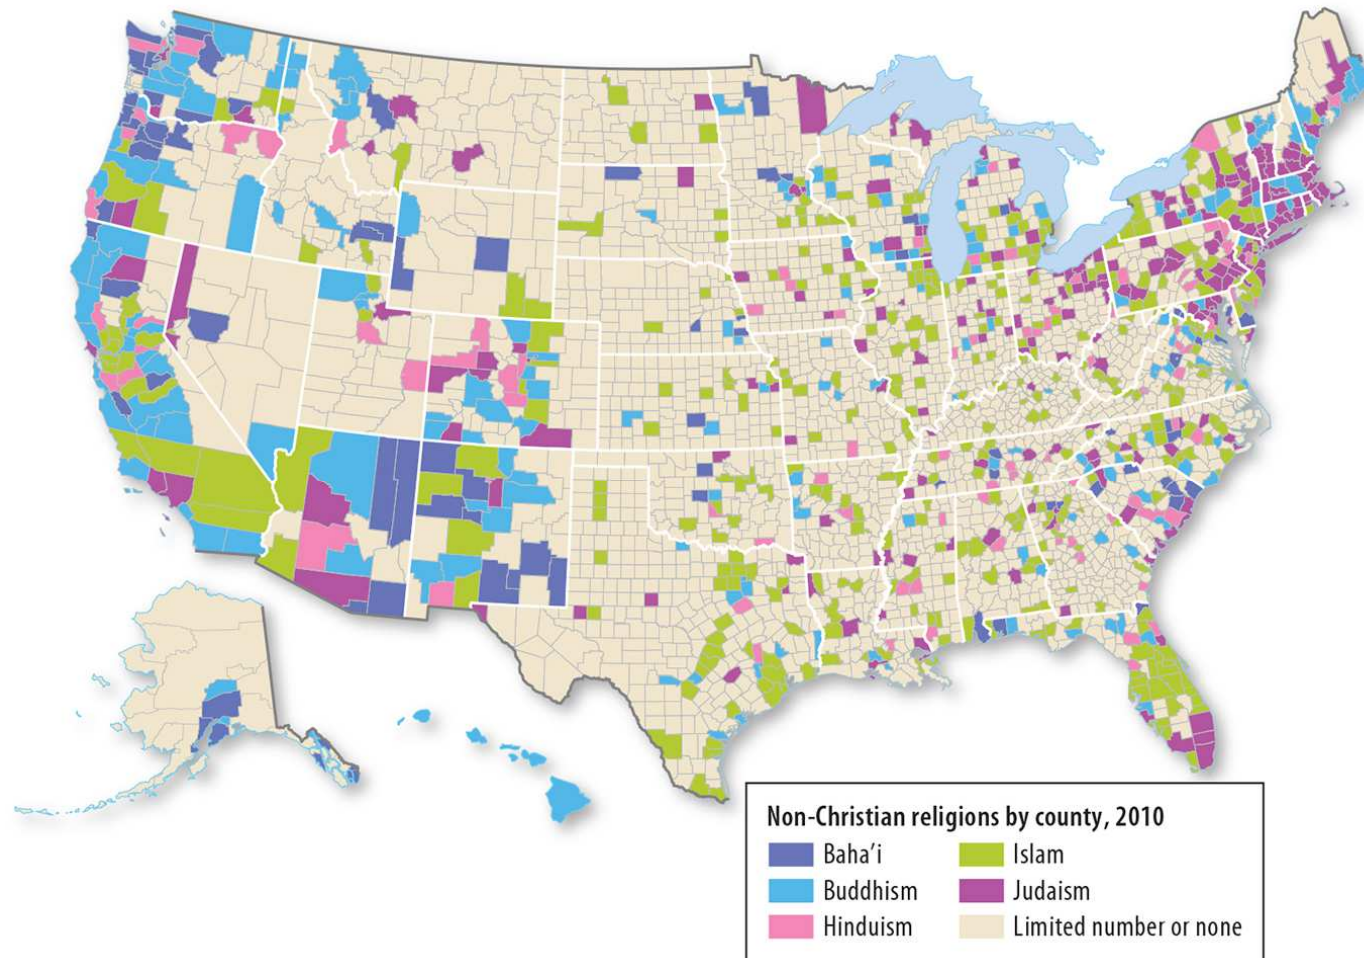 Non-Christian religions by county, 2010
Baha’i
Islam
Buddhism
Judaism
Hinduism
Limited number or none